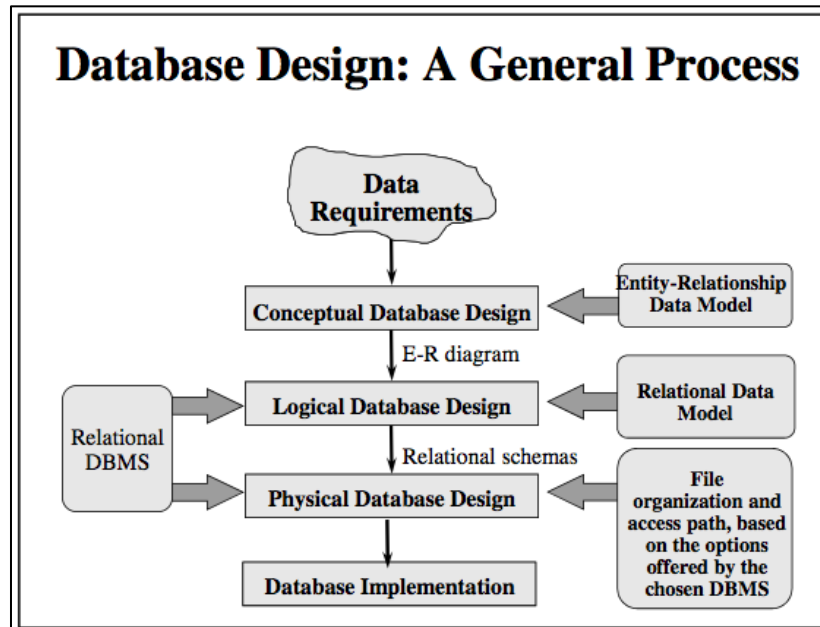 Database Design: A General Process
Data
Requirements
Entity-Relationship
Data Model
Conceptual Database Design
E-R diagram
Relational Data
Model
Logical Database Design
Relational
DBMS
Relational schemas
File
organization and
access path, based
on the options
offered by the
chosen DBMS
Physical Database Design
Database Implementation